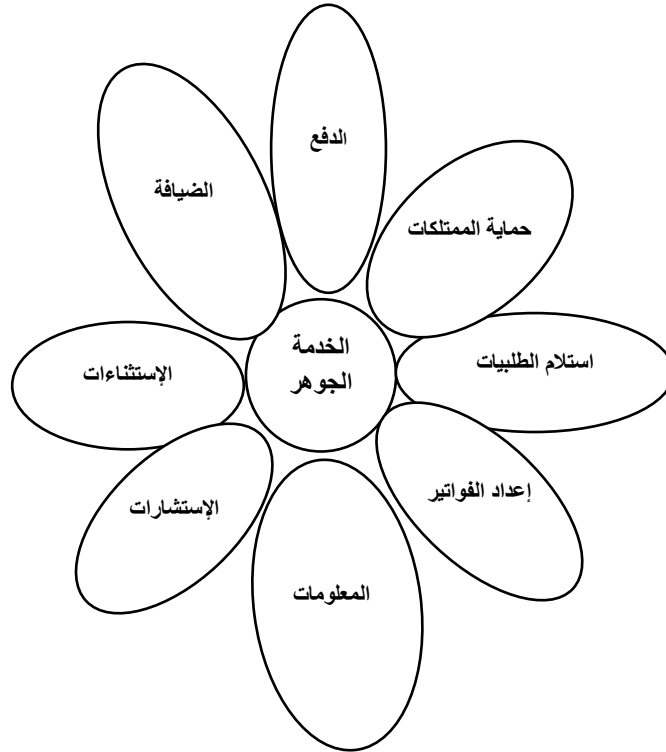 الدفع
الضيافة
حماية الممتلكات
الخدمة
الجوهر
استلام الطلبيات
الإستثناءات
إعداد الفواتير
الإستشارات
المعلومات